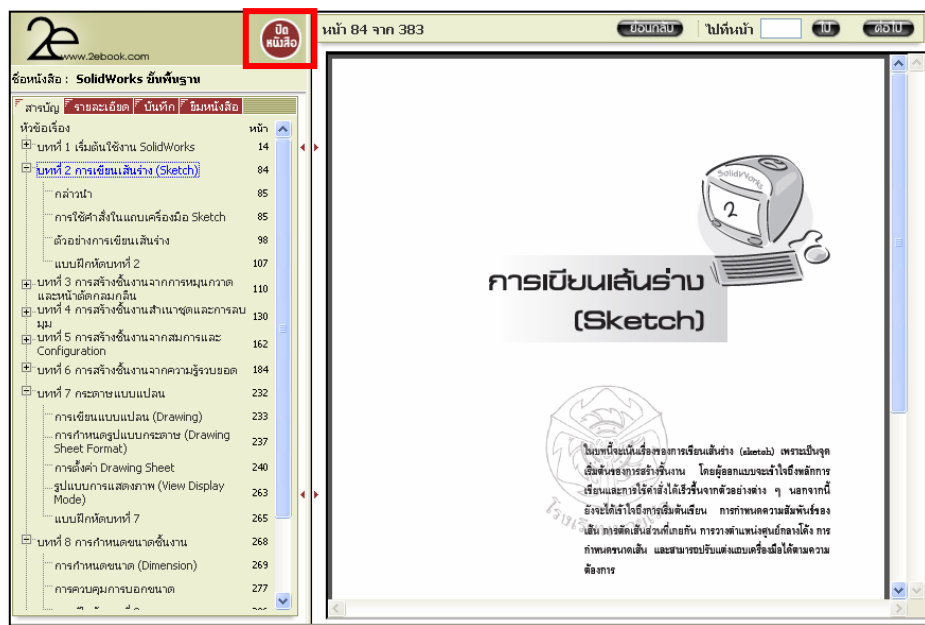 2e
www.2ebook.com
ปิด
หนังสือ
หน้า 84 จาก 383
ย้อนกลับ
ไปที่หน้า
ไป
ต่อไป
ชื่อหนังสือ : SolidWorks ขั้นพื้นฐาน
สารบัญ รายละเอียด บันทึก ยืมหนังสือ
หัวข้อเรื่อง หน้า
บทที่ 1 เริ่มต้นใช้งาน SolidWorks 14
บทที่ 2 การเขียนเส้นร่าง (Sketch) 84
กล่าวนำ 85
การใช้คำสั่งในแถบเครื่องมือ Sketch 85
ตัวอย่างการเขียนเส้นร่าง 98
แบบฝึกหัดบทที่ 2 107
บทที่ 3 การสร้างชิ้นงานจากการหมุนกวาด
และหน้าตัดกลมกลืน 110
บทที่ 4 การสร้างชิ้นงานสำเนาชุดและการลบ
มุม 130
บทที่ 5 การสร้างชิ้นงานจากสมการและ
Configuration 162
บทที่ 6 การสร้างชิ้นงานจากความรู้รวบยอด 184
บทที่ 7 กระดาษแบบแปลน 232
การเขียนแบบแปลน (Drawing) 233
การกำหนดรูปแบบกระดาษ (Drawing
Sheet Format) 237
การตั้งค่า Drawing Sheet 240
รูปแบบการแสดงภาพ (View Display
Mode) 263
แบบฝึกหัดบทที่ 7 265
บทที่ 8 การกำหนดขนาดชิ้นงาน 268
การกำหนดขนาด (Dimension) 269
การควบคุมการบอกขนาด 277
SolidWorks
2
การเขียนเส้นร่าง
(Sketch)
ในบทนี้จะเน้นเรื่องของการเขียนเส้นร่าง (sketch) เพราะเป็นจุด
เริ่มต้นของการสร้างชิ้นงาน โดยผู้ออกแบบจะเข้าใจถึงหลักการ
เขียนและการใช้คำสั่งได้เร็วขึ้นจากตัวอย่างต่าง ๆ นอกจากนี้
ยังจะได้เข้าใจถึงการเริ่มต้นเขียน การกำหนดความสัมพันธ์ของ
เส้น การตัดเส้นส่วนที่เกยกัน การวางตำแหน่งศูนย์กลางโค้ง การ
กำหนดขนาดเส้น และสามารถปรับแต่งแถบเครื่องมือได้ตามความ
ต้องการ